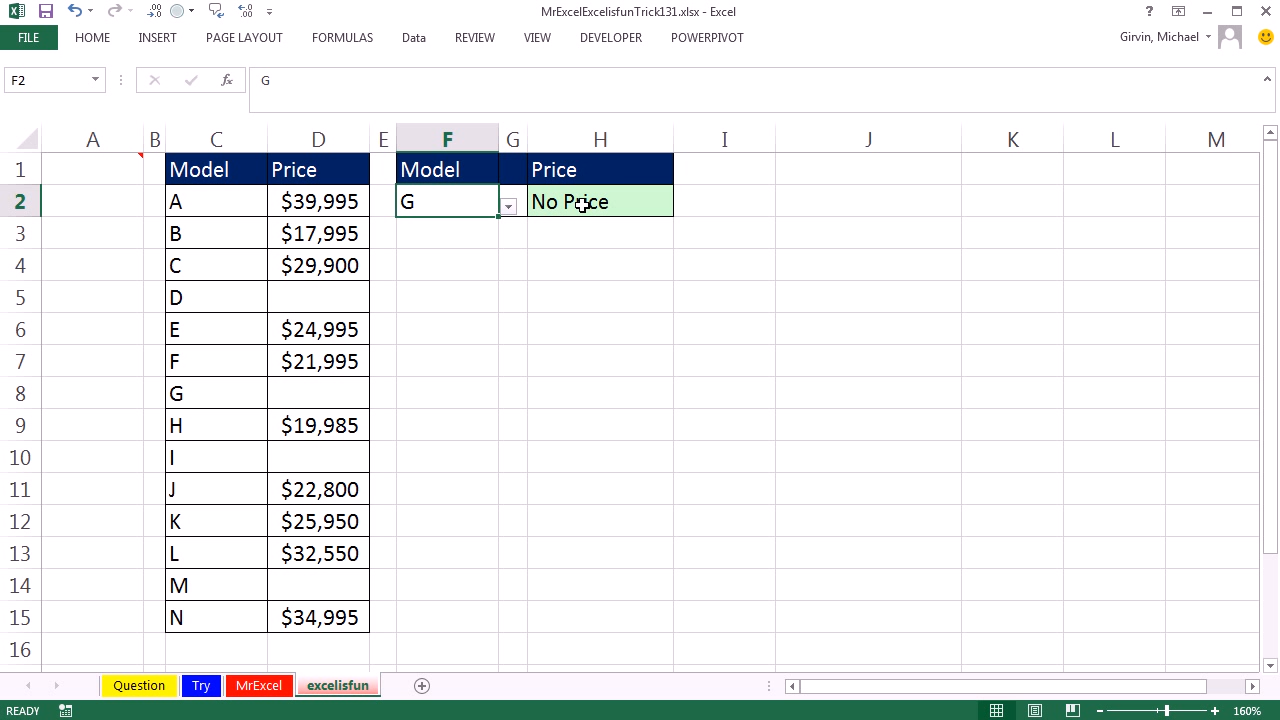 MrExcelExcelisfunTrick131.xlsx - Excel
FILE HOME INSERT PAGE LAYOUT FORMULAS Data REVIEW VIEW DEVELOPER POWERPIVOT Girvin, Michael
F2 fx G
A B C D E F G H I J K L M
1 Model Price Model Price
2 A $39,995 G No Price
3 B $17,995
4 C $29,900
5 D
6 E $24,995
7 F $21,995
8 G
9 H $19,985
10 I
11 J $22,800
12 K $25,950
13 L $32,550
14 M
15 N $34,995
16
Question Try MrExcel excelisfun
READY 160%